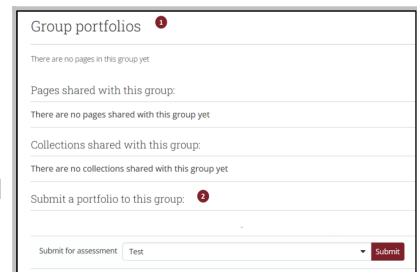 Group portfolios 1
There are no pages in this group yet
Pages shared with this group:
There are no pages shared with this group yet
Collections shared with this group:
There are no collections shared with this group yet
Submit a portfolio to this group: 2
Submit for assessment Test Submit